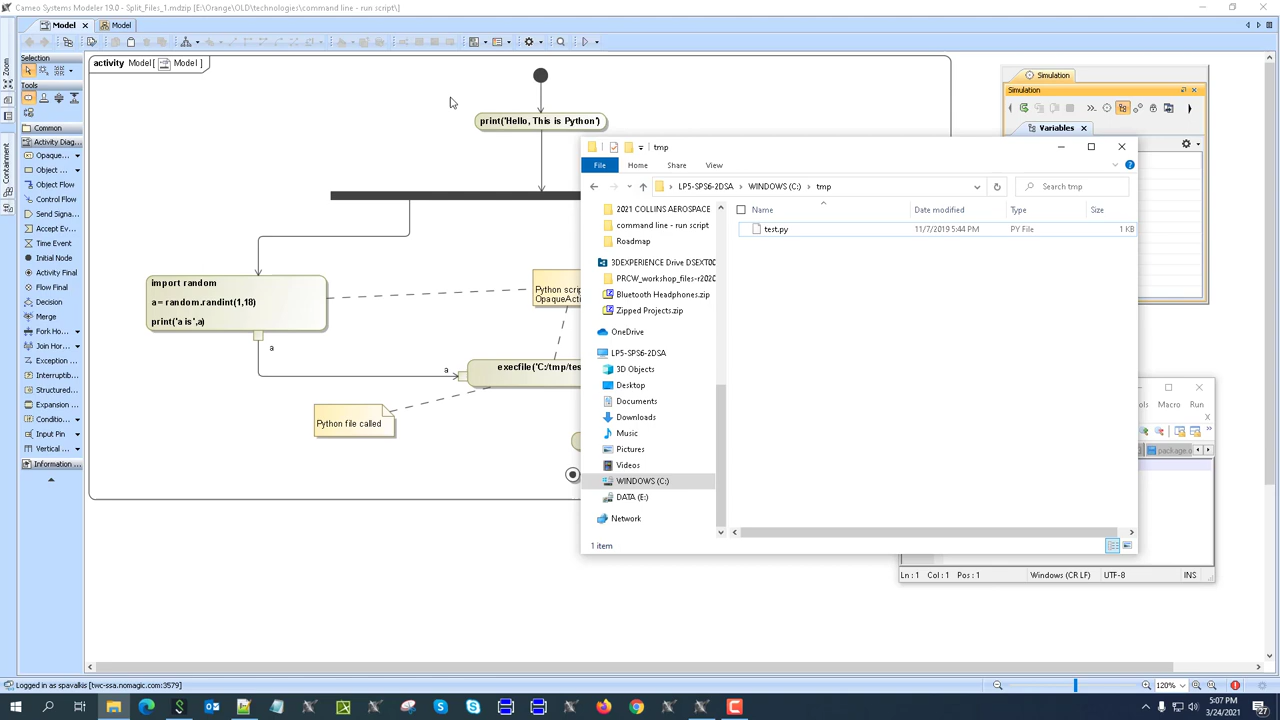 Cameo Systems Modeler 19.0 - Split_Files_1.mdzip [E:\Orange\OLD\technologies\command line - run script\]
Model
Model
Zoom
Containment
Selection
Tools
Common
Activity Diag...
Opaque...
Object ...
Object Flow
Control Flow
Send Signa...
Accept Eve...
Time Event
Initial Node
Activity Final
Flow Final
Decision
Merge
Fork Ho...
Join Hor...
Exception ...
Interruptib...
Structured...
Expansion ...
Conditio...
Input Pin
Vertical ...
Information ...
activity Model[ Model ]
print('Hello, This is Python')
import random
a = random.randint(1,18)
print('a is',a)
a
a
Python scrip
OpaqueActi
execfile('C:/tmp/tes
Python file called
Simulation
Simulation
Variables
tmp
File
Home
Share
View
LP5-SPS6-2DSA
WINDOWS (C:)
tmp
Search tmp
2021 COLLINS AEROSPACE
command line - run script
Roadmap
3DEXPERIENCE Drive DSEXT0
PRCW_workshop_files-r202
Bluetooth Headphones.zip
Zipped Projects.zip
OneDrive
LP5-SPS6-2DSA
3D Objects
Desktop
Documents
Downloads
Music
Pictures
Videos
WINDOWS (C:)
DATA (E:)
Network
Name
Date modified
Type
Size
test.py
11/7/2019 5:44 PM
PY File
1 KB
1 item
ols
Macro
Run
X
package.o
Ln : 1 Col : 1 Pos : 1
Windows (CR LF)
UTF-8
INS
Logged in as spavalkis [twc-ssa.nomagic.com:3579]
120%
5:07 PM
3/24/2021
27